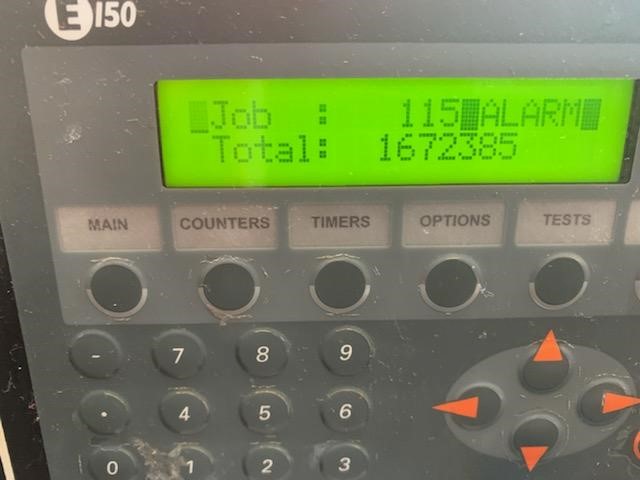 E150
Job : 115 ALARM
Total: 1672385
MAIN COUNTERS TIMERS OPTIONS TESTS
- 7 8 9
. 4 5 6
0 1 2 3